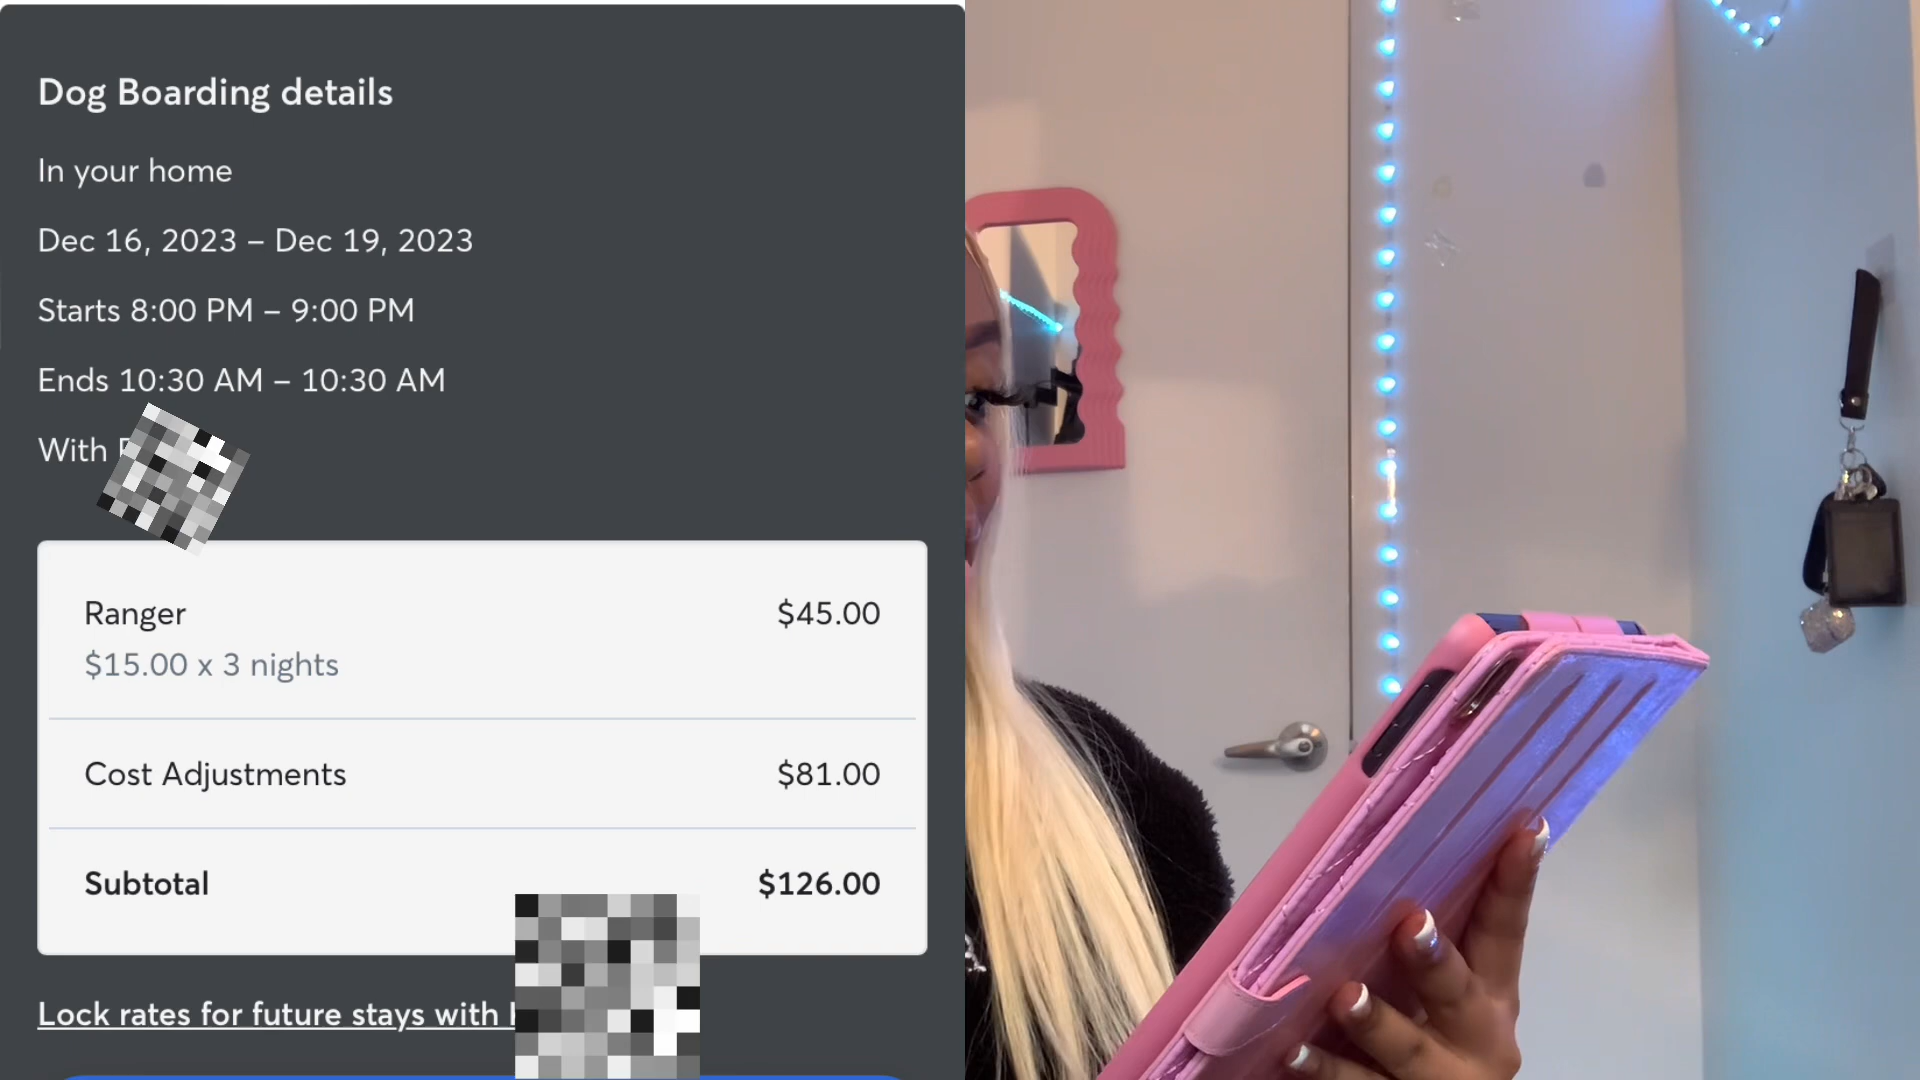 Dog Boarding details
In your home
Dec 16, 2023 – Dec 19, 2023
Starts 8:00 PM – 9:00 PM
Ends 10:30 AM – 10:30 AM
With
Ranger $45.00
$15.00 x 3 nights
Cost Adjustments $81.00
Subtotal $126.00
Lock rates for future stays with